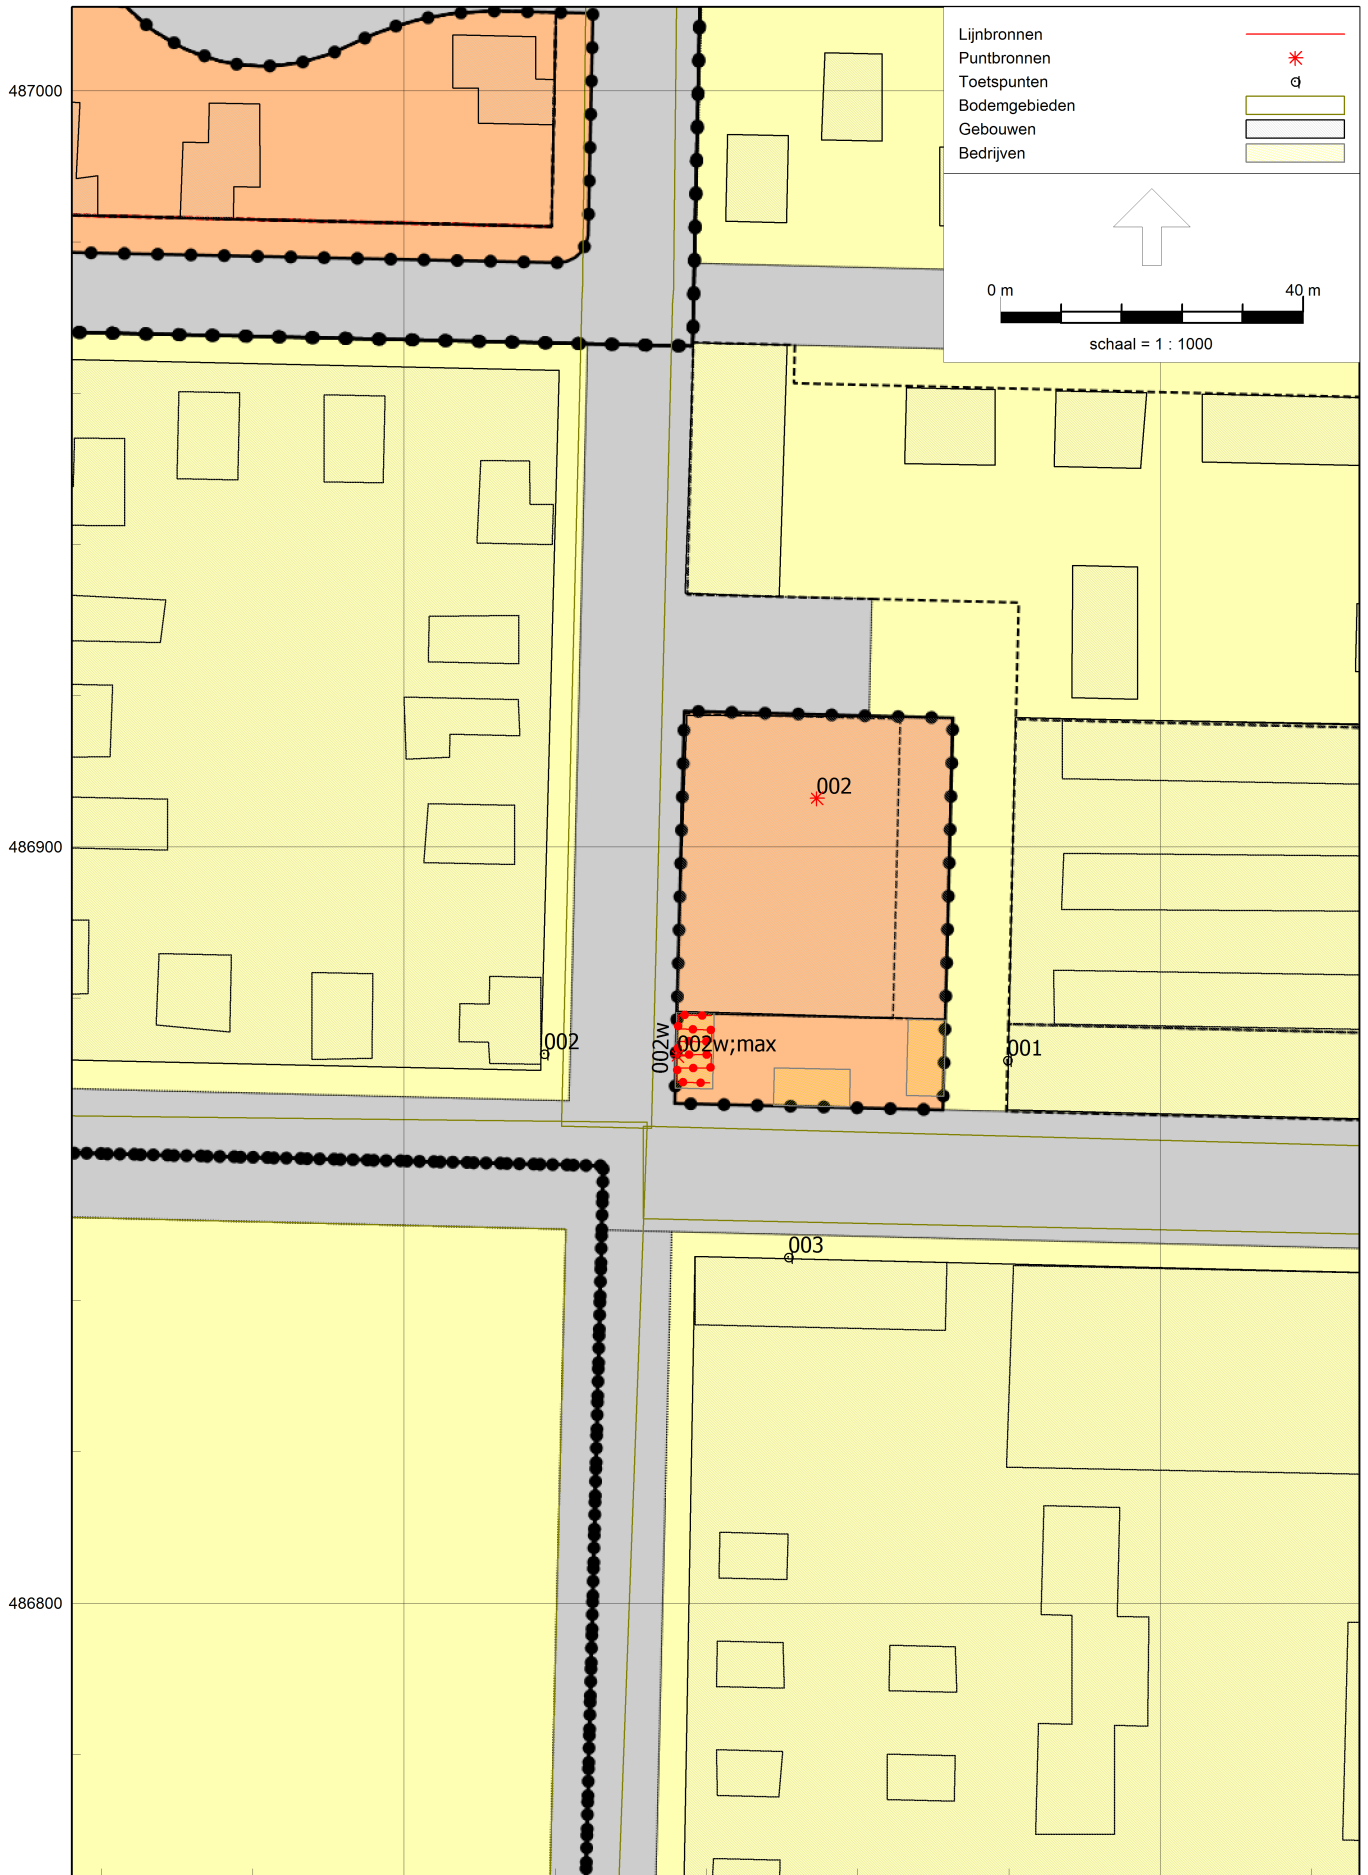 Lijnbronnen
Puntbronnen
Toetspunten
Bodemgebieden
Gebouwen
Bedrijven
0 m 40 m
schaal = 1 : 1000
487000
002
486900
002
002w
002w;max
001
003
486800